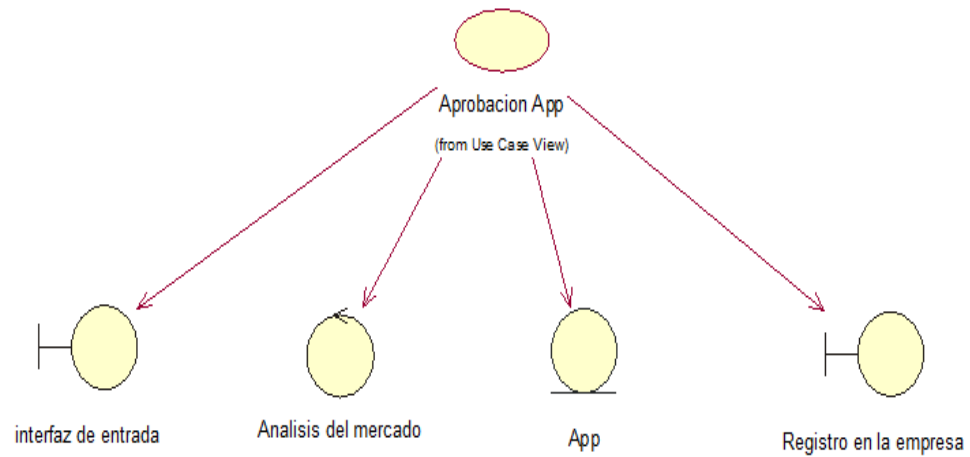 Aprobacion App
(from Use Case View)
interfaz de entrada
Analisis del mercado
App
Registro en la empresa